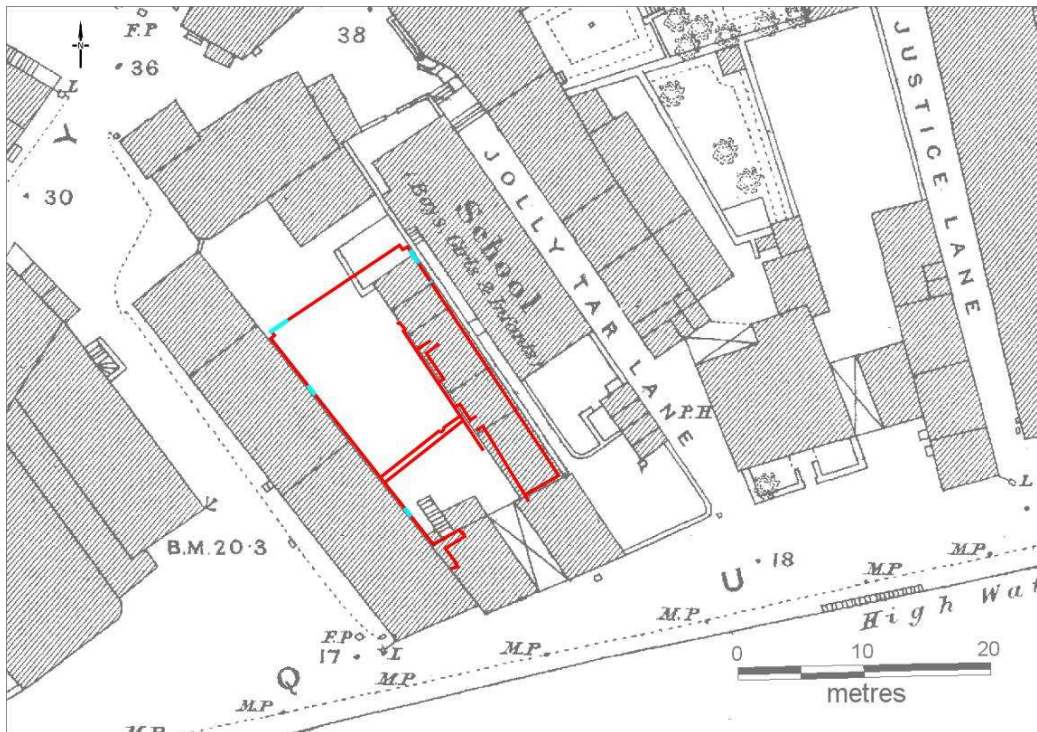 N
F.P
38
36
L
Y
30
JUSTICE LANE
JOLLY TAR LANE
School
(Boys Girls & Infants)
P.H
L
B.M.20·3
18
U
M.P.
M.P.
High Wat
M.P.
M.P.
F.P
17
L
Q
M.P.
M.P.
M.P.
0 10 20
metres